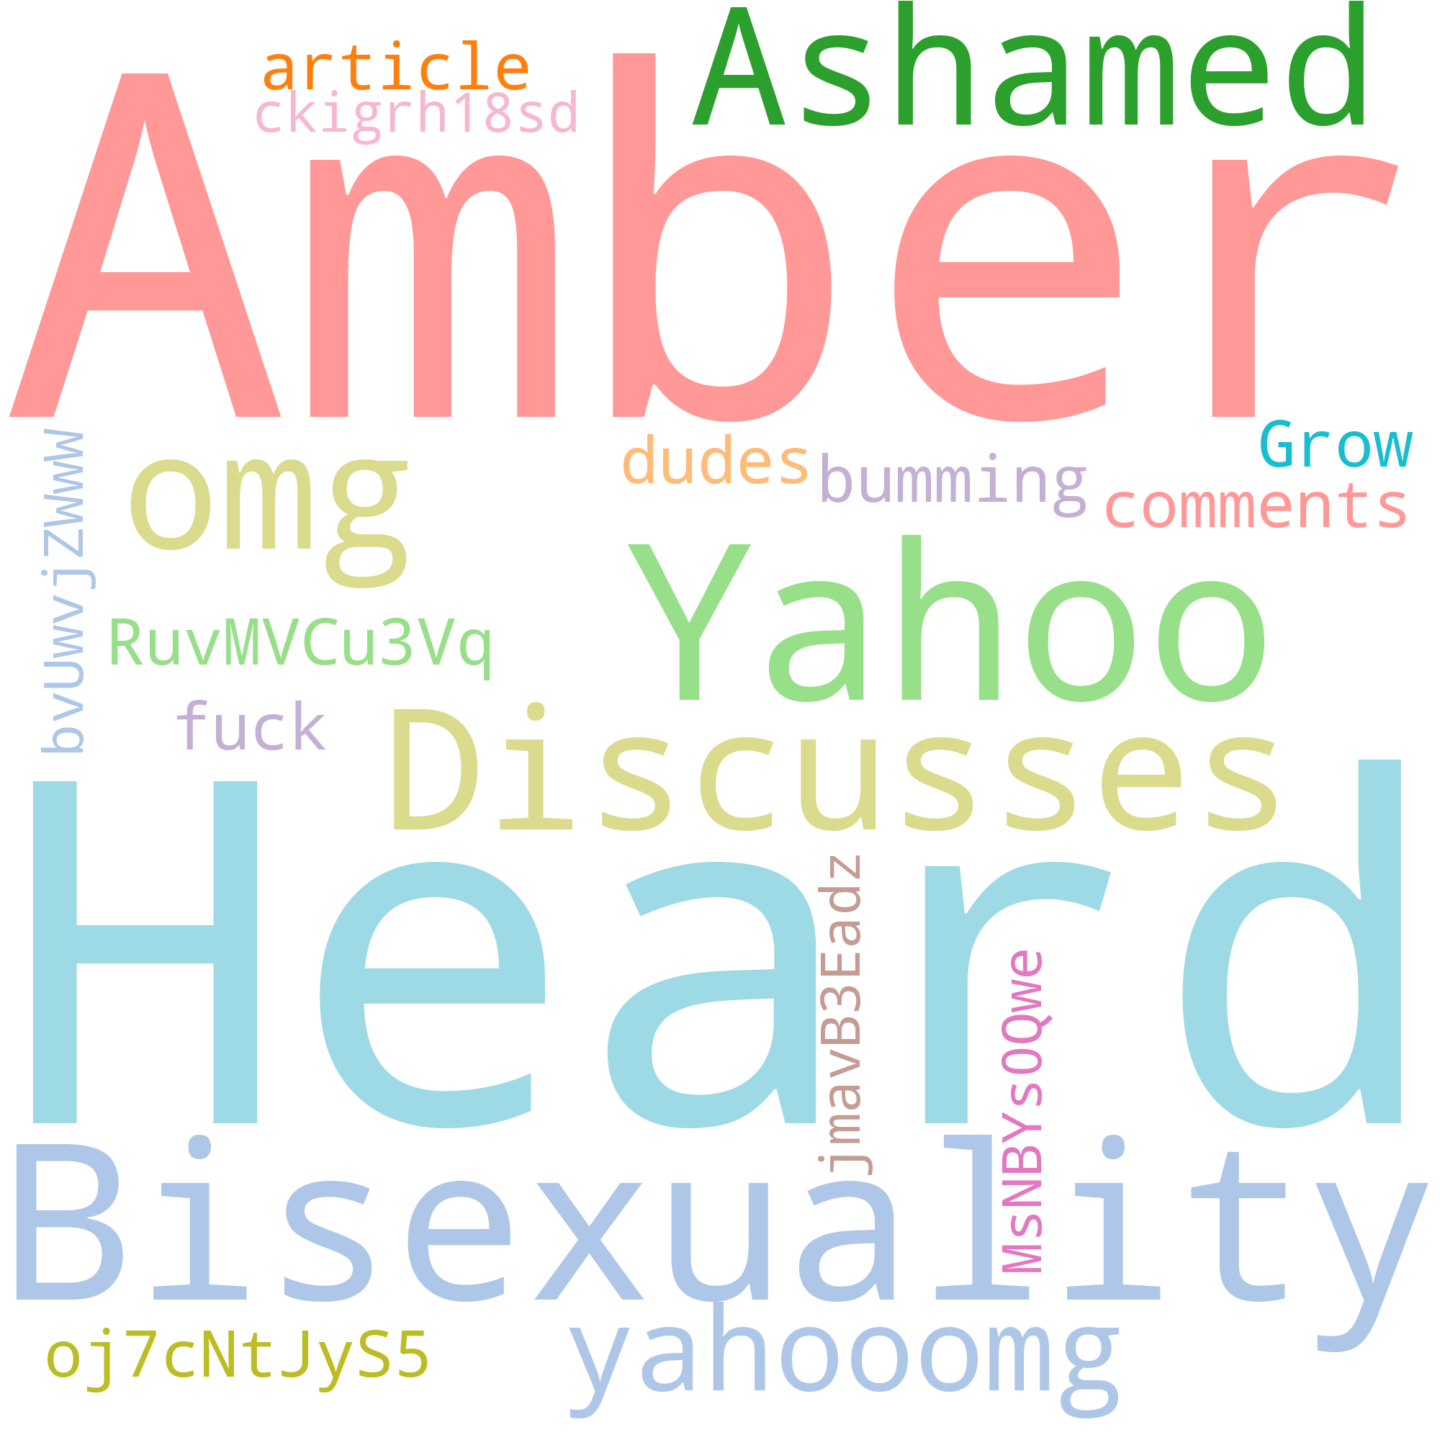 Ashamed
article
ckigrh18sd
Amber
Grow
omg
dudes
bumming
comments
bvUwvjZWwW
Yahoo
RuvMVCu3Vq
fuck
Discusses
Heard
jmavB3Eadz
MsNBYsOQwe
Bisexuality
oj7cNtJyS5
yahooomg